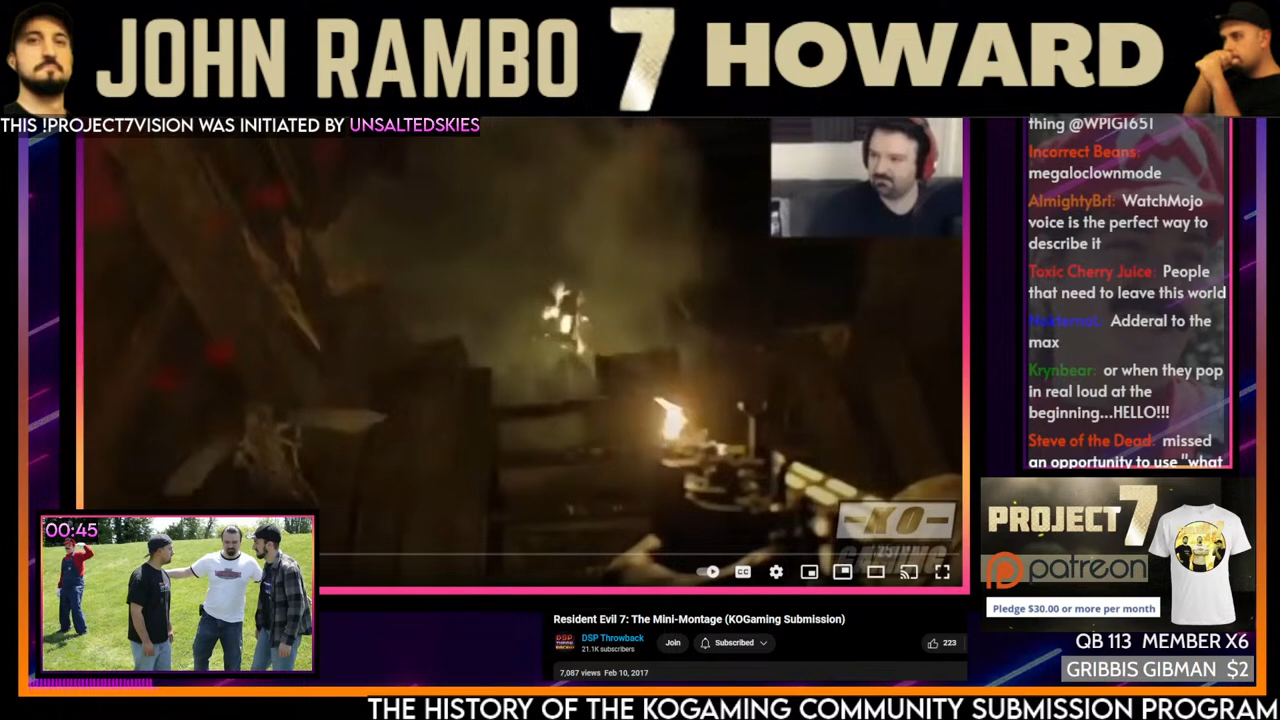 JOHN RAMBO 7 HOWARD
THIS !PROJECT7VISION WAS INITIATED BY UNSALTEDSKIES
thing @WPIG1651
Incorrect Beans:
megaloclownmode
AlmightyBri: WatchMojo
voice is the perfect way to
describe it
Toxic Cherry Juice: People
that need to leave this world
Adderal to the
max
Krynbear: or when they pop
in real loud at the
beginning...HELLO!!!
Steve of the Dead: missed
an opportunity to use "what
-KO-
GAMING
CC
00:45
PROJECT 7
patreon
Pledge $30.00 or more per month
Resident Evil 7: The Mini-Montage (KOGaming Submission)
DSP Throwback
21.1K subscribers
Join
Subscribed
223
7,087 views Feb 10, 2017
QB 113 MEMBER X6
GRIBBIS GIBMAN $2
THE HISTORY OF THE KOGAMING COMMUNITY SUBMISSION PROGRAM